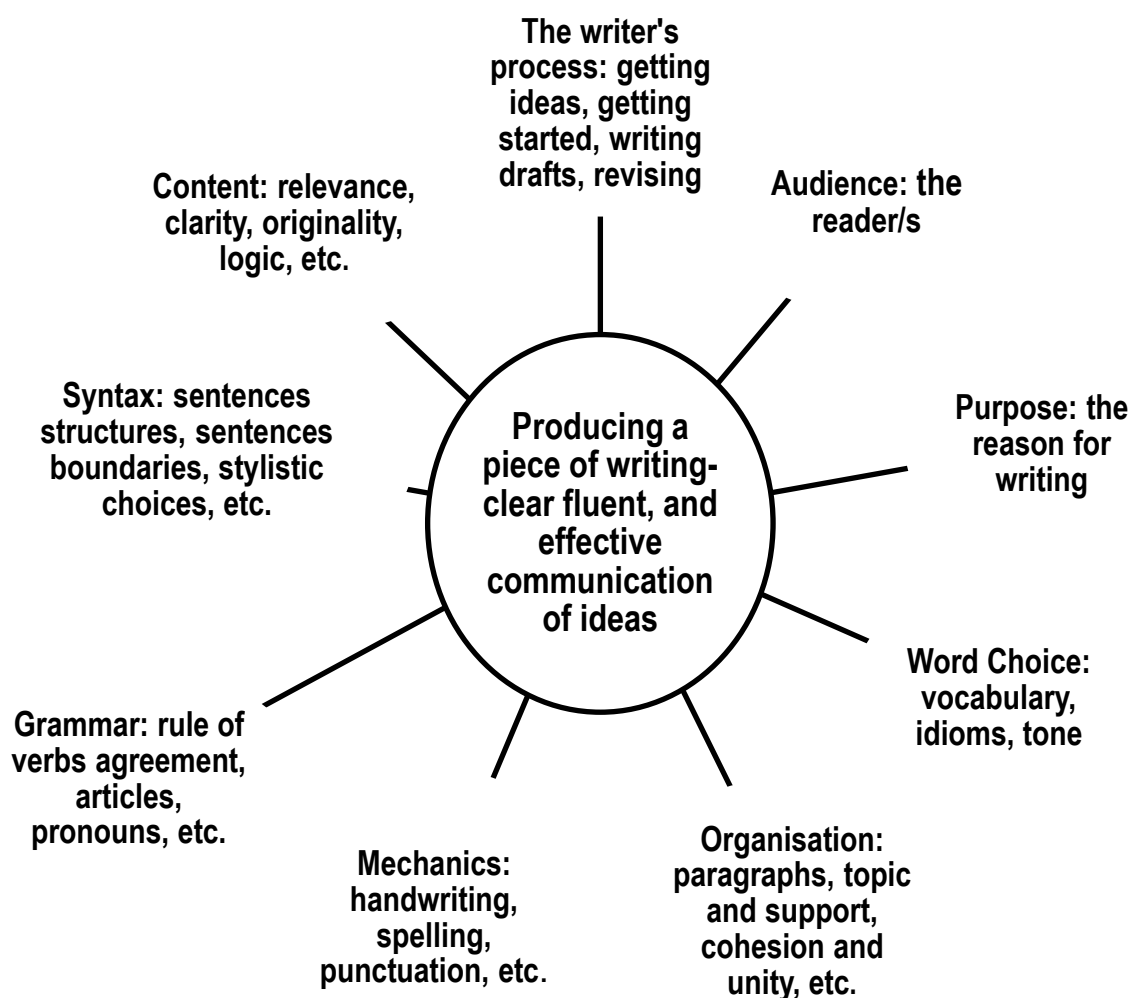 The writer's
process: getting
ideas, getting
started, writing
drafts, revising
Audience: the
reader/s
Purpose: the
reason for
writing
Word Choice:
vocabulary,
idioms, tone
Organisation:
paragraphs, topic
and support,
cohesion and
unity, etc.
Mechanics:
handwriting,
spelling,
punctuation, etc.
Grammar: rule of
verbs agreement,
articles,
pronouns, etc.
Syntax: sentences
structures, sentences
boundaries, stylistic
choices, etc.
Content: relevance,
clarity, originality,
logic, etc.
Producing a
piece of writing-
clear fluent, and
effective
communication
of ideas